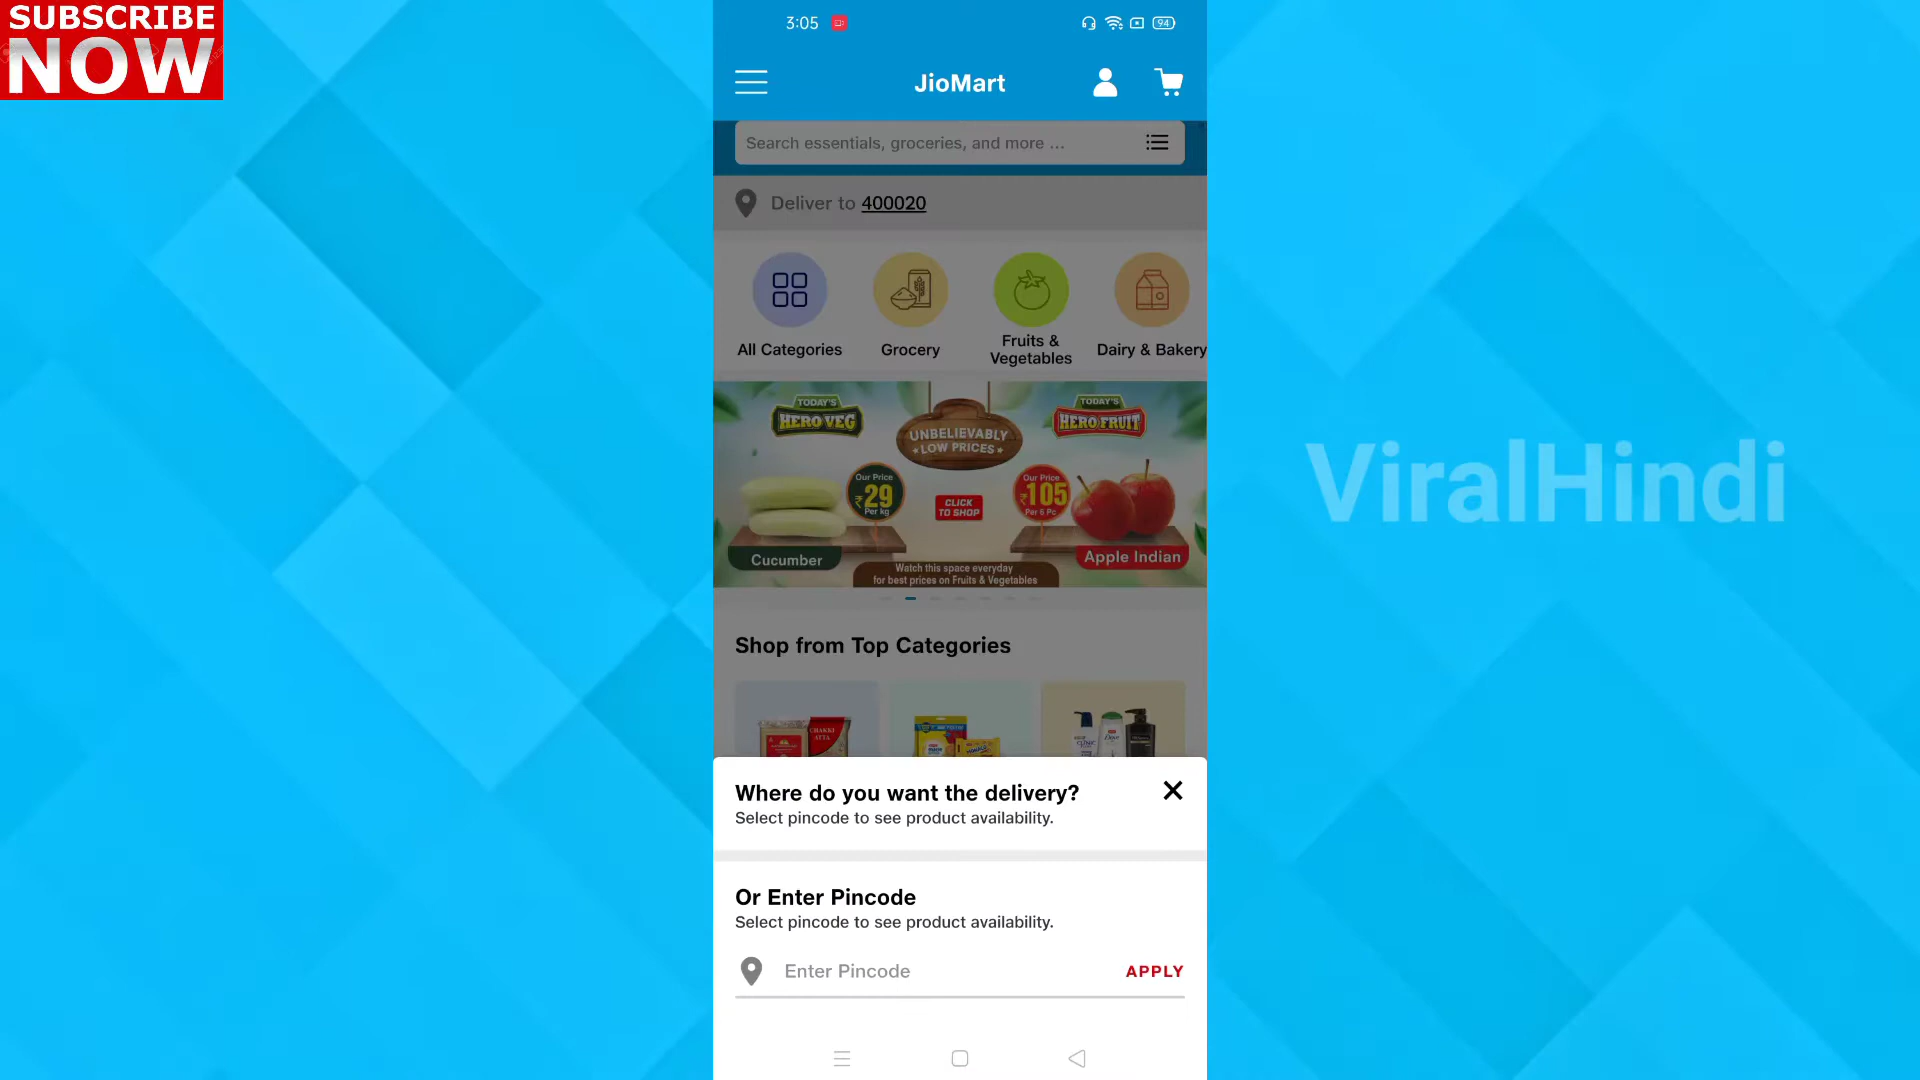 SUBSCRIBE
NOW
3:05
94
JioMart
Search essentials, groceries, and more ...
Deliver to 400020
All Categories
Grocery
Fruits &
Vegetables
Dairy & Bakery
TODAY'S
HERO VEG
UNBELIEVABLY
LOW PRICES
TODAY'S
HERO FRUIT
Our Price
₹29
Per kg
CLICK
TO SHOP
Our Price
₹105
Per 6 Pc
Cucumber
Apple Indian
Watch this space everyday
for best prices on Fruits & Vegetables
Shop from Top Categories
CHAKKI
ATTA
Dove
Where do you want the delivery?
Select pincode to see product availability.
Or Enter Pincode
Select pincode to see product availability.
Enter Pincode
APPLY
ViralHindi